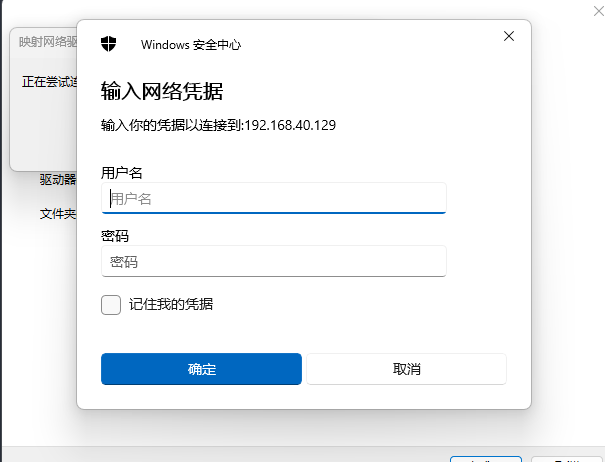 映射网络驱
Windows 安全中心
正在尝试连
输入网络凭据
输入你的凭据以连接到:192.168.40.129
用户名
用户名
驱动器
文件夹
密码
密码
记住我的凭据
确定
取消